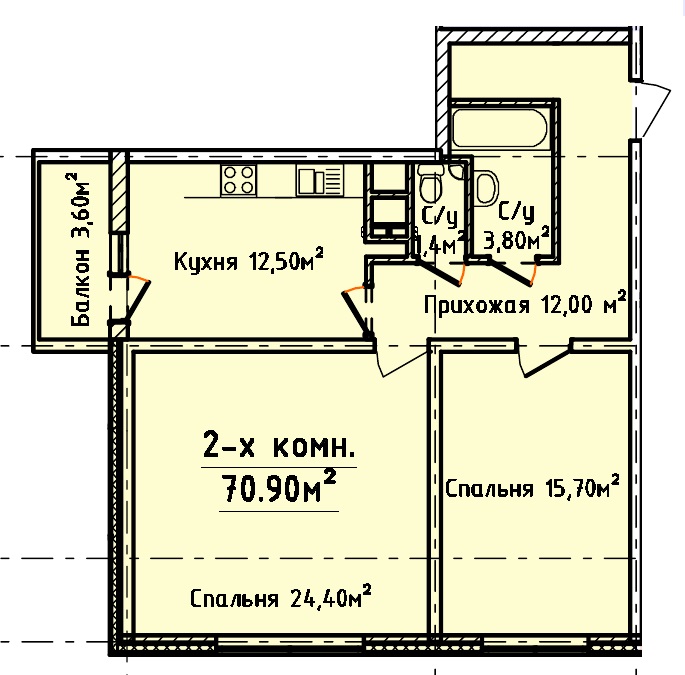 Балкон 3,60м²
Кухня 12,50м²
С/у
1,4м²
С/у
3,80м²
Прихожая 12,00 м²
2-х комн.
70.90м²
Спальня 15,70м²
Спальня 24,40м²